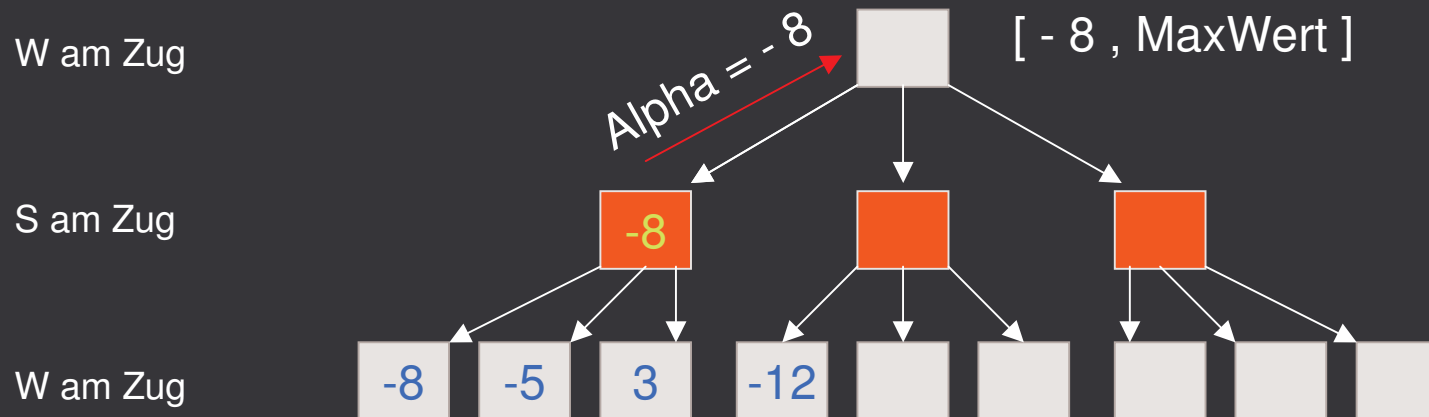 W am Zug
Alpha = - 8
[ - 8 , MaxWert ]
S am Zug
-8
W am Zug
-8
-5
3
-12